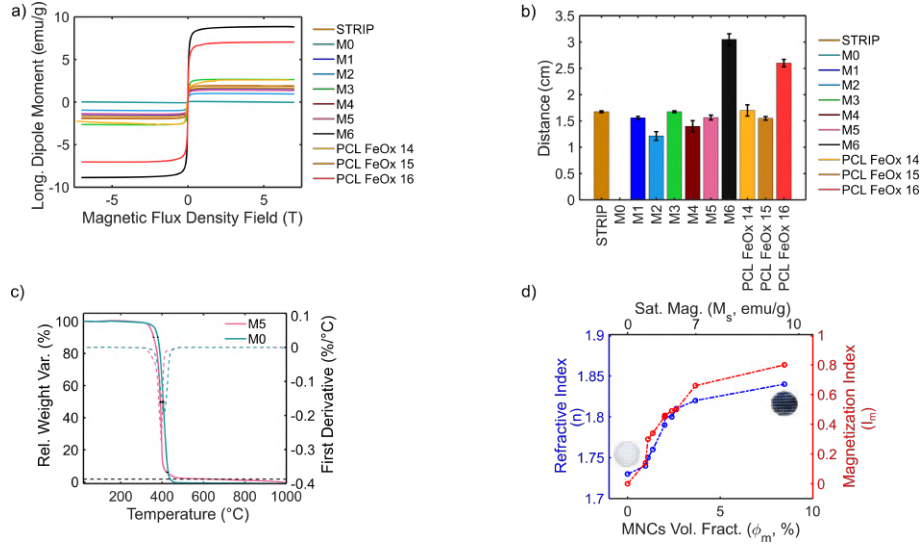 a)
Long. Dipole Moment (emu/g)
10
5
0
-5
-10
-5
0
5
Magnetic Flux Density Field (T)
STRIP
M0
M1
M2
M3
M4
M5
M6
PCL FeOx 14
PCL FeOx 15
PCL FeOx 16
b)
Distance (cm)
3.5
3
2.5
2
1.5
1
0.5
0
STRIP
M0
M1
M2
M3
M4
M5
M6
PCL FeOx 14
PCL FeOx 15
PCL FeOx 16
STRIP
M0
M1
M2
M3
M4
M5
M6
PCL FeOx 14
PCL FeOx 15
PCL FeOx 16
c)
Rel. Weight Var. (%)
100
80
60
40
20
0
200
400
600
800
1000
Temperature (°C)
M5
M0
0.1
0
-0.1
-0.2
-0.3
-0.4
First Derivative (%/°C)
d)
Sat. Mag. (Mₛ, emu/g)
0
7
10
Refractive Index
(n)
1.9
1.85
1.8
1.75
1.7
0
5
10
MNCs Vol. Fract. (ϕₘ, %)
1
0.8
0.6
0.4
0.2
0
Magnetization Index
(Iₘ)